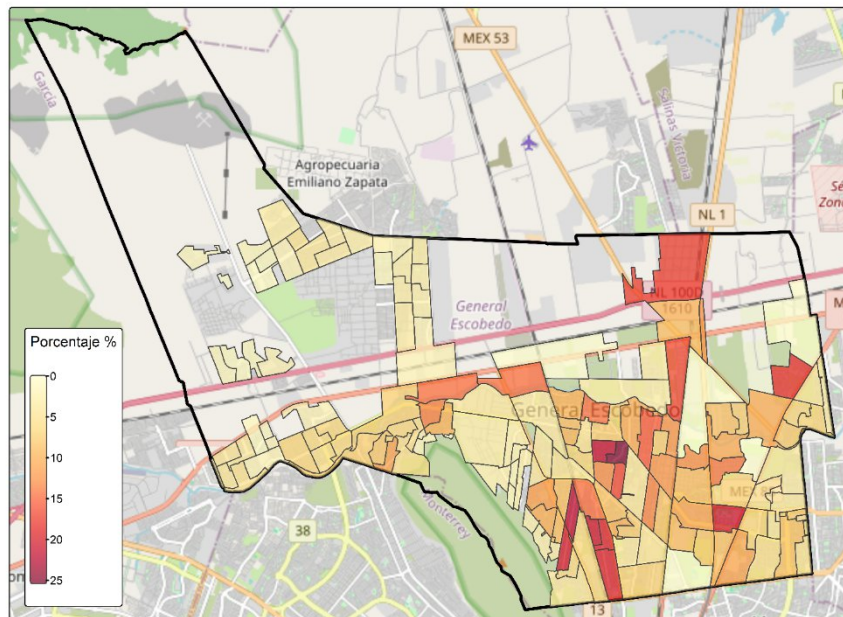 MEX 53
García
Salinas Victoria
Agropecuaria
Emiliano Zapata
NL 1
NL 100D
1610
General
Escobedo
Porcentaje %
0
5
10
15
20
25
General Escobedo
Monterrey
38
13